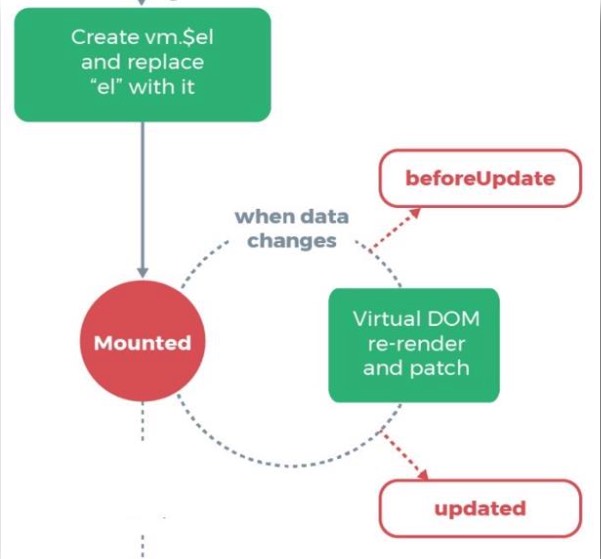 Create vm.$el
and replace
“el” with it
beforeUpdate
when data
changes
Mounted
Virtual DOM
re-render
and patch
updated